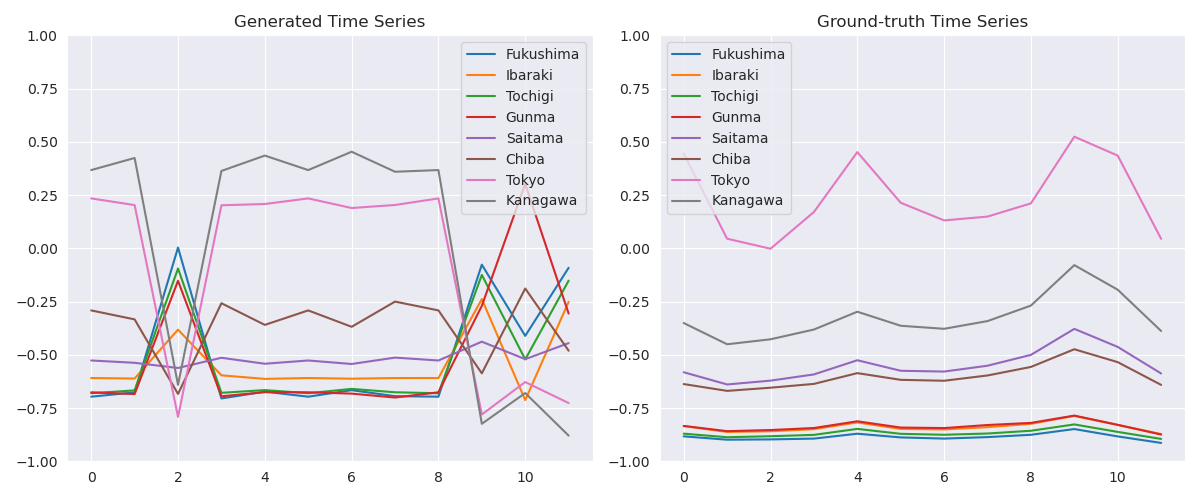 Generated Time Series
Ground-truth Time Series
1.00
0.75
0.50
0.25
0.00
−0.25
−0.50
−0.75
−1.00
0
2
4
6
8
10
Fukushima
Ibaraki
Tochigi
Gunma
Saitama
Chiba
Tokyo
Kanagawa
1.00
0.75
0.50
0.25
0.00
−0.25
−0.50
−0.75
−1.00
0
2
4
6
8
10
Fukushima
Ibaraki
Tochigi
Gunma
Saitama
Chiba
Tokyo
Kanagawa